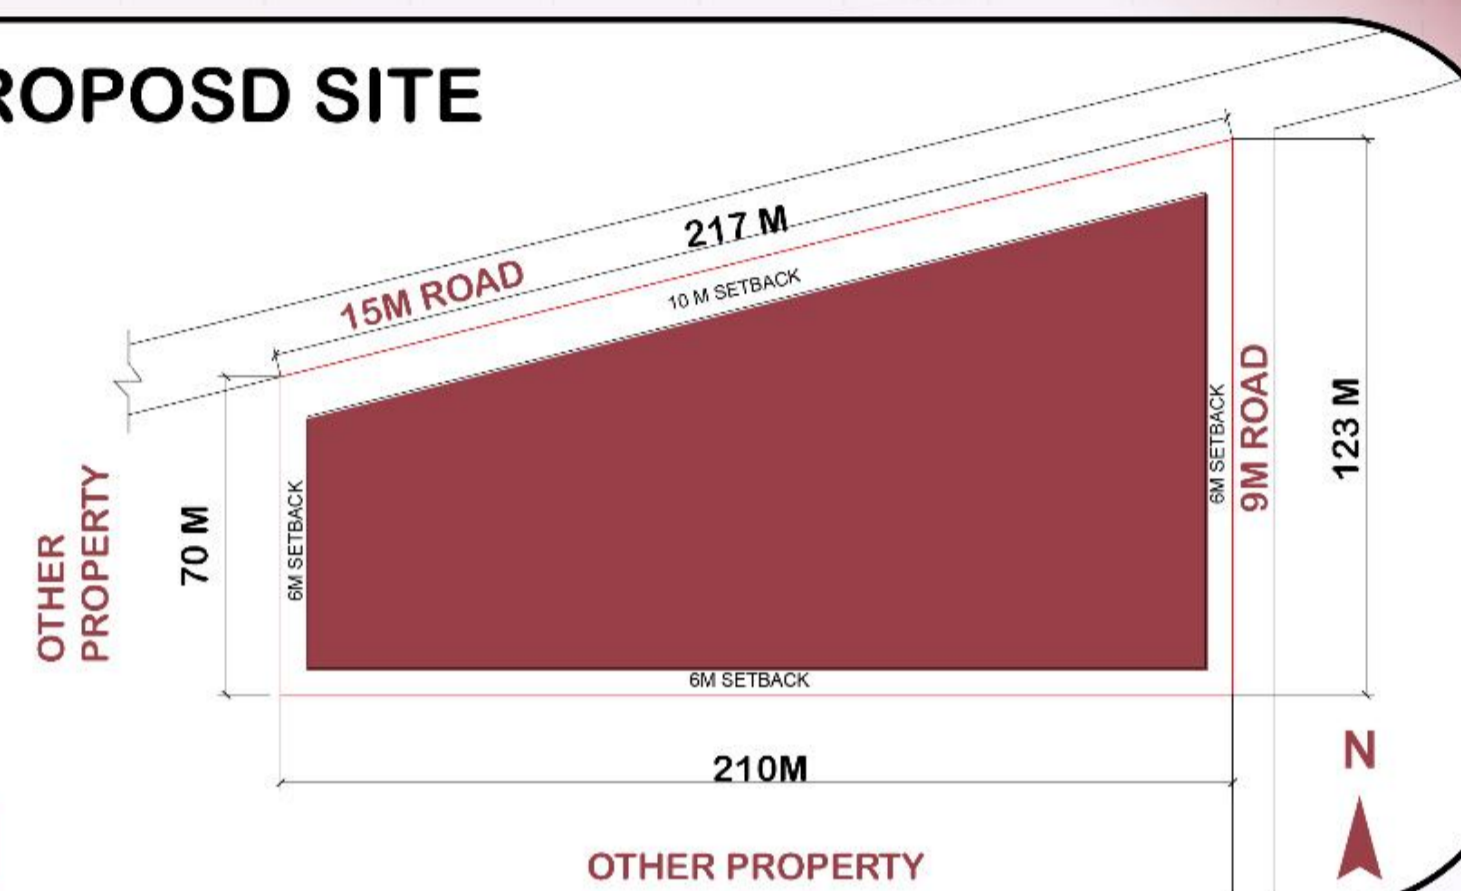 ROPOSD SITE
217 M
15M ROAD
10 M SETBACK
OTHER
PROPERTY
70 M
6M SETBACK
6M SETBACK
9M ROAD
123 M
6M SETBACK
210M
N
OTHER PROPERTY